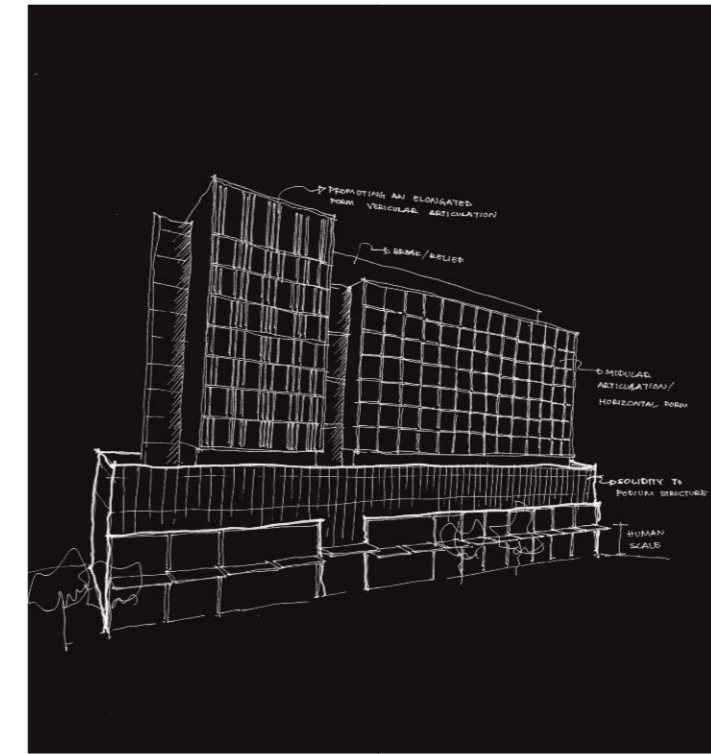 PROMOTING AN ELONGATED
FORM VERICULAR ARTICULATION
BREAK/RELIEF
MODULAR
ARTICULATION/
HORIZONTAL FORM
SOLIDITY TO
PODIUM STRUCTURE
HUMAN
SCALE